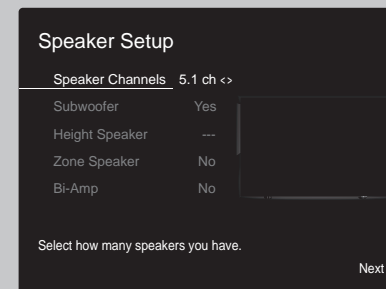 Speaker Setup
Speaker Channels 5.1 ch <>
Subwoofer Yes
Height Speaker ---
Zone Speaker No
Bi-Amp No
Select how many speakers you have.
Next